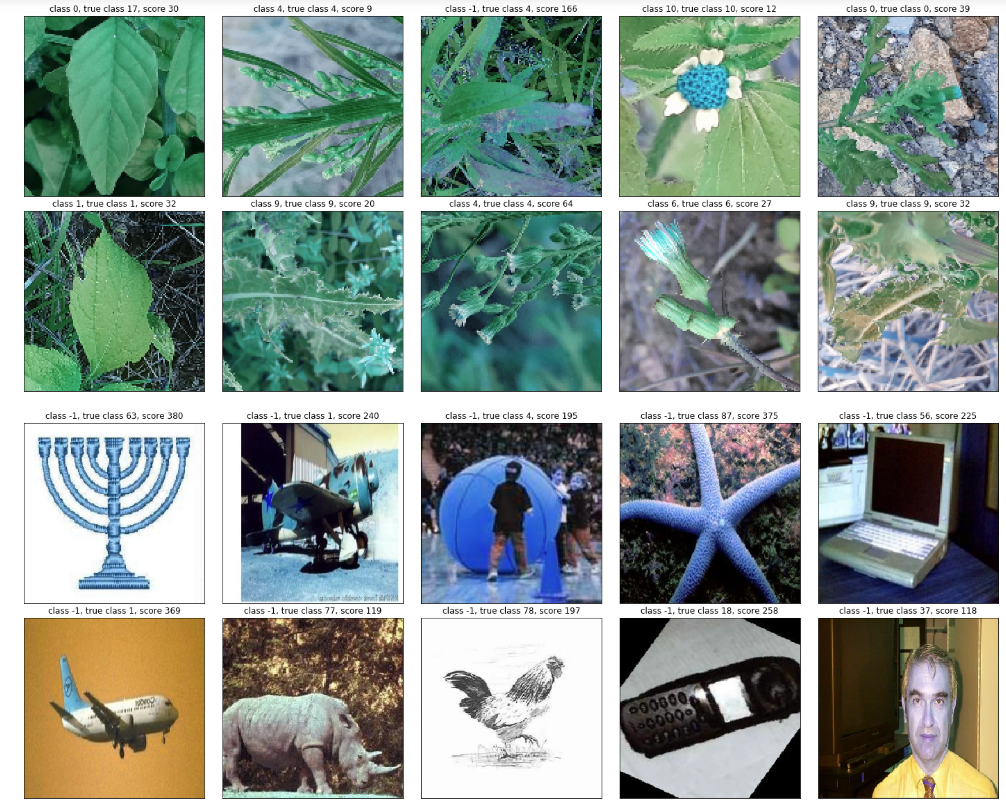 class 0, true class 17, score 30
class 4, true class 4, score 9
class -1, true class 4, score 166
class 10, true class 10, score 12
class 0, true class 0, score 39
class 1, true class 1, score 32
class 9, true class 9, score 20
class 4, true class 4, score 64
class 6, true class 6, score 27
class 9, true class 9, score 32
class -1, true class 63, score 380
class -1, true class 1, score 240
class -1, true class 4, score 195
class -1, true class 87, score 375
class -1, true class 56, score 225
class -1, true class 1, score 369
class -1, true class 77, score 119
class -1, true class 78, score 197
class -1, true class 18, score 258
class -1, true class 37, score 118